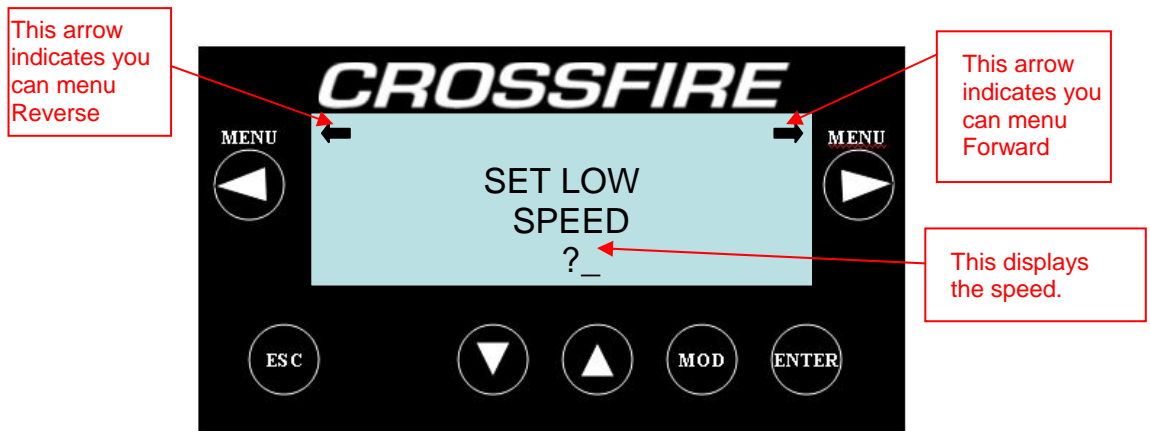 This arrow
indicates you
can menu
Reverse
CROSSFIRE
This arrow
indicates you
can menu
Forward
MENU
MENU
SET LOW
SPEED
?_
This displays
the speed.
ESC
MOD
ENTER